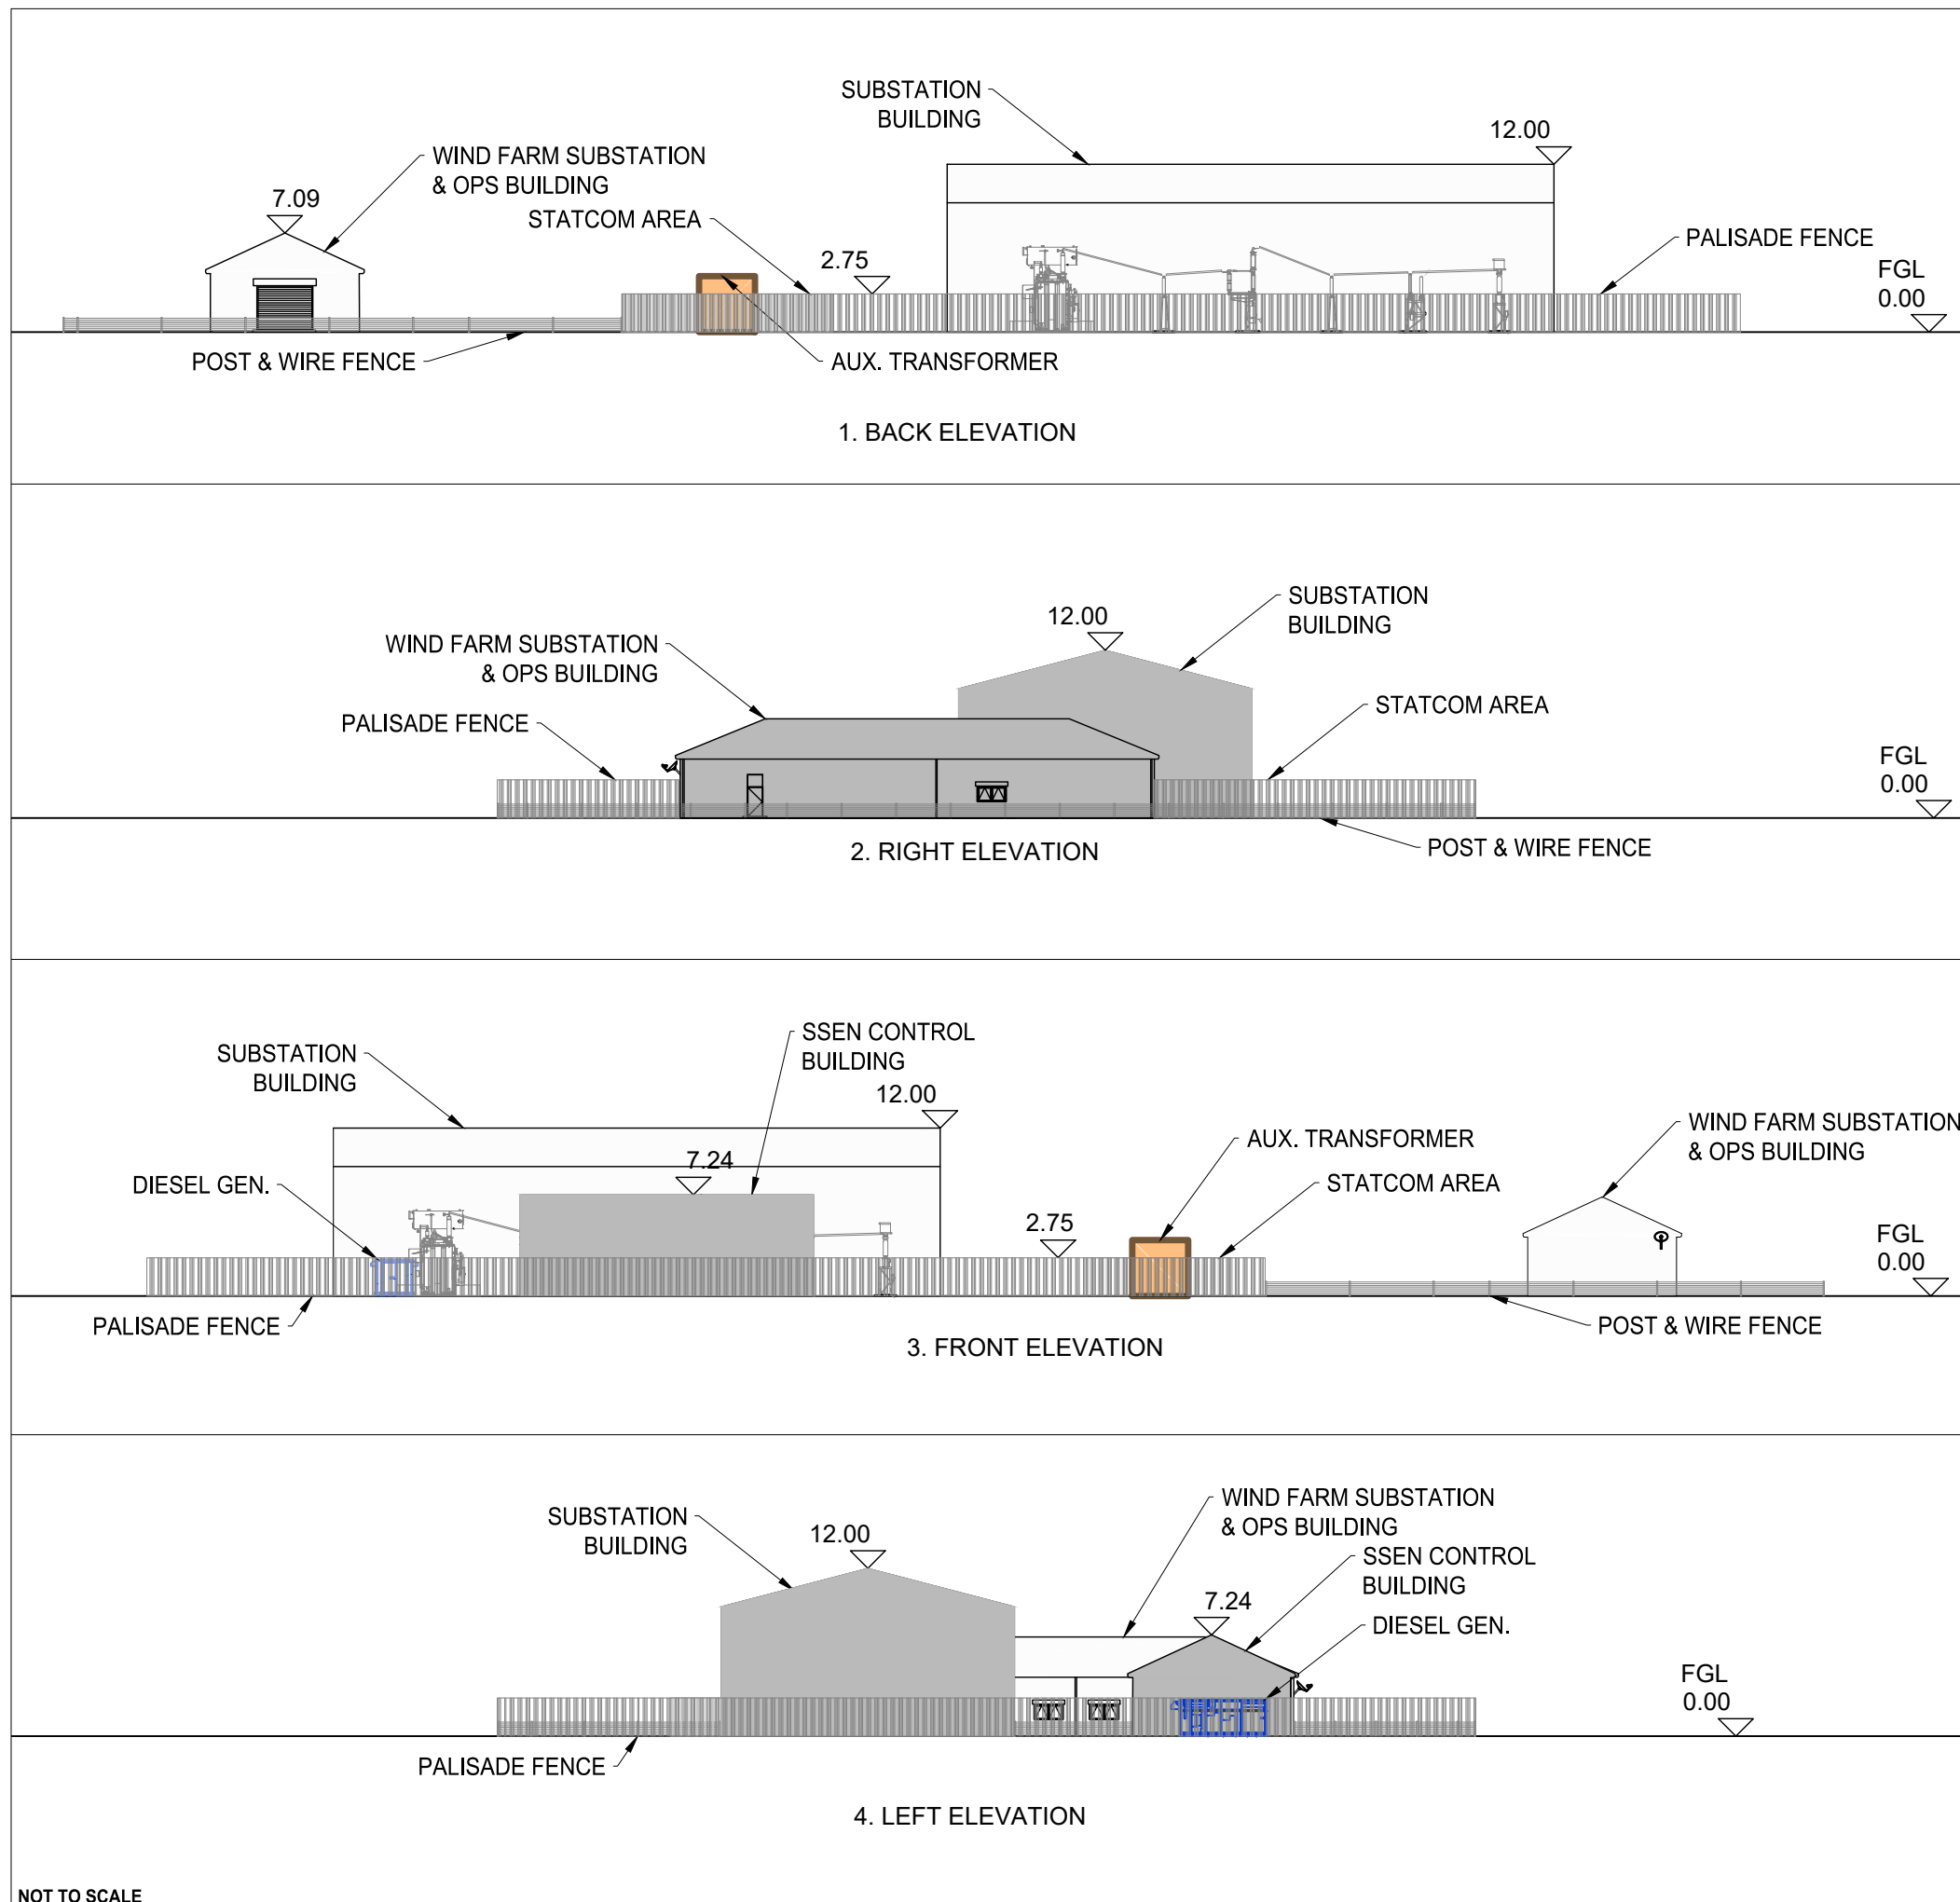 SUBSTATION
BUILDING
12.00
WIND FARM SUBSTATION
& OPS BUILDING
7.09
STATCOM AREA
2.75
PALISADE FENCE
FGL
0.00
POST & WIRE FENCE
AUX. TRANSFORMER
1. BACK ELEVATION
SUBSTATION
BUILDING
12.00
WIND FARM SUBSTATION
& OPS BUILDING
PALISADE FENCE
STATCOM AREA
FGL
0.00
2. RIGHT ELEVATION
POST & WIRE FENCE
SSEN CONTROL
BUILDING
SUBSTATION
BUILDING
12.00
WIND FARM SUBSTATION
& OPS BUILDING
AUX. TRANSFORMER
7.24
DIESEL GEN.
STATCOM AREA
2.75
FGL
0.00
PALISADE FENCE
POST & WIRE FENCE
3. FRONT ELEVATION
WIND FARM SUBSTATION
& OPS BUILDING
SUBSTATION
BUILDING
12.00
SSEN CONTROL
BUILDING
7.24
DIESEL GEN.
FGL
0.00
PALISADE FENCE
4. LEFT ELEVATION
NOT TO SCALE